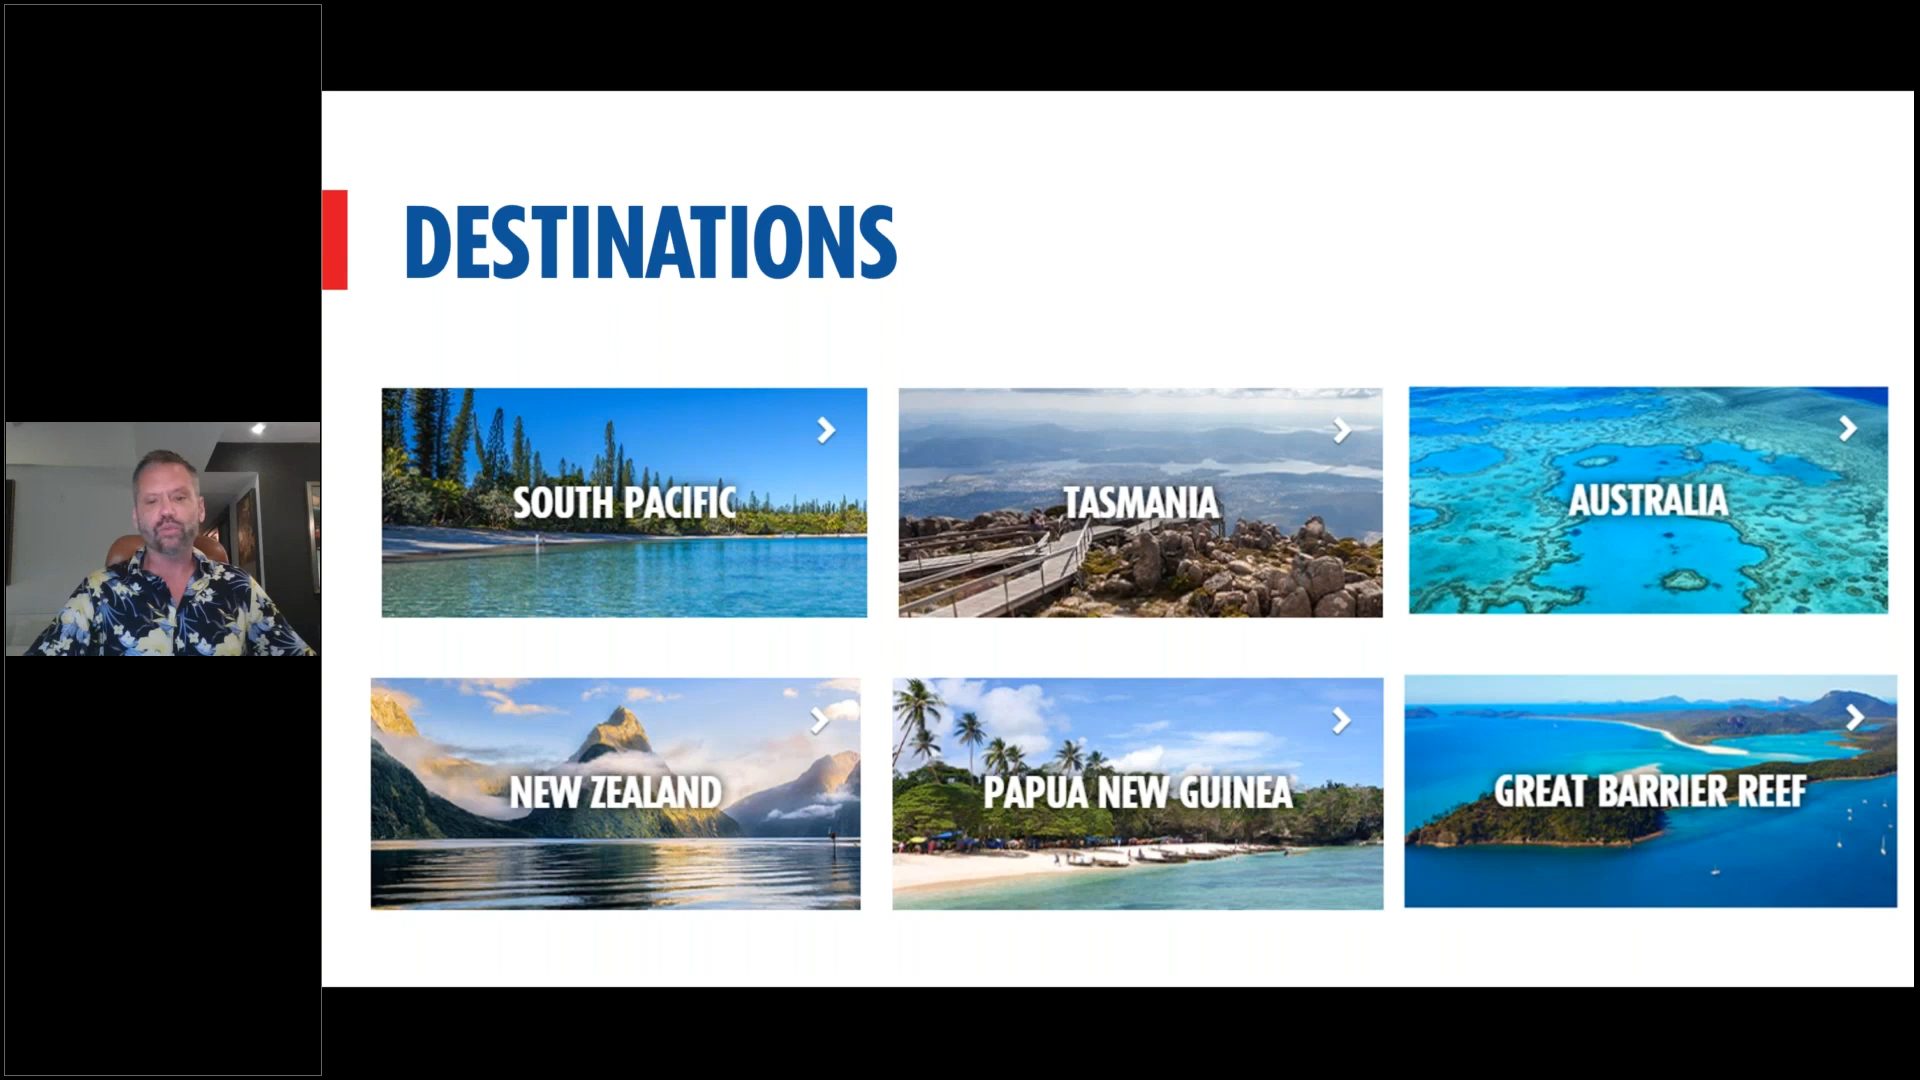 DESTINATIONS
SOUTH PACIFIC
TASMANIA
AUSTRALIA
NEW ZEALAND
PAPUA NEW GUINEA
GREAT BARRIER REEF